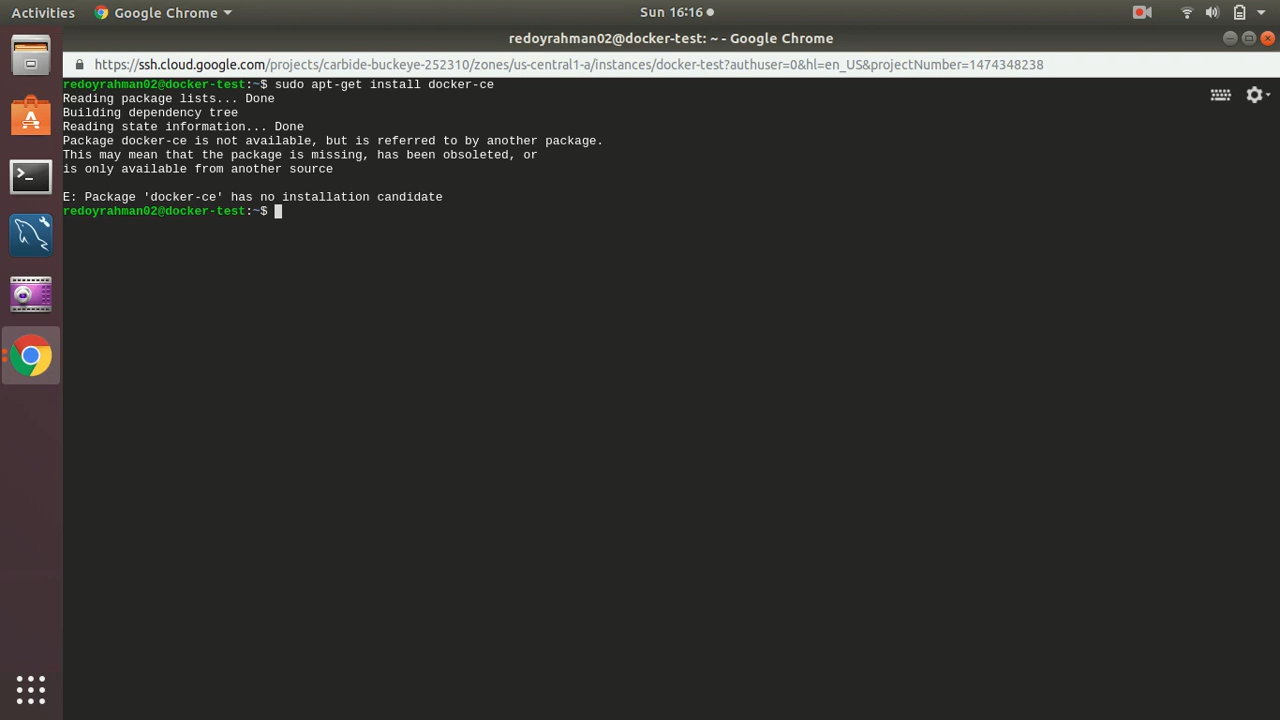 Activities
Google Chrome
Sun 16:16
redoyrahman02@docker-test: ~ - Google Chrome
https://ssh.cloud.google.com/projects/carbide-buckeye-252310/zones/us-central1-a/instances/docker-test?authuser=0&hl=en_US&projectNumber=1474348238
redoyrahman02@docker-test:~$ sudo apt-get install docker-ce
Reading package lists... Done
Building dependency tree
Reading state information... Done
Package docker-ce is not available, but is referred to by another package.
This may mean that the package is missing, has been obsoleted, or
is only available from another source
E: Package 'docker-ce' has no installation candidate
redoyrahman02@docker-test:~$